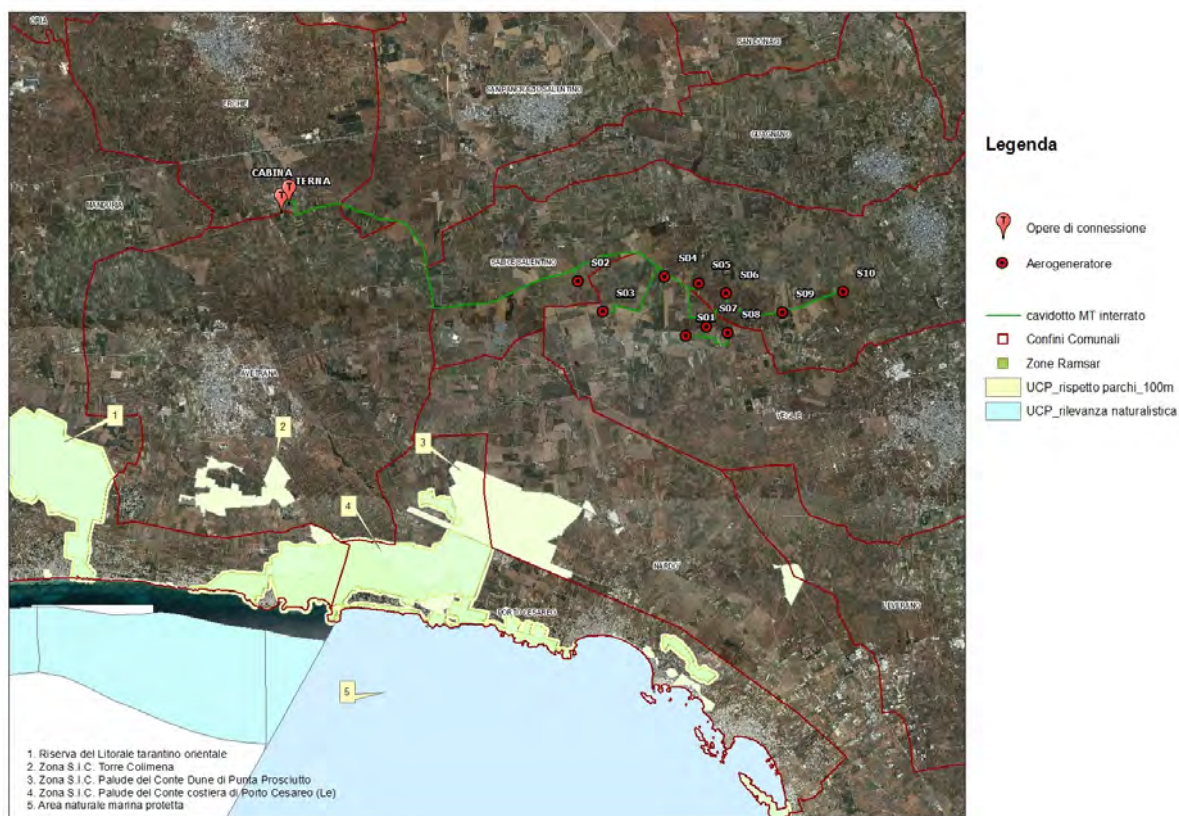 ORIA
SAN DONACI
ERCHIE
SAN PANCRAZIO SALENTINO
GUAGNANO
CABINA
TERNA
MANDURIA
SALICE SALENTINO
S02
S04
S05
S06
S10
S03
S09
S07
S01
S08
AVETRANA
VEGLIE
1
2
3
4
NARDO'
LEVERANO
PORTO CESAREO
5
1. Riserva del Litorale tarantino orientale
2. Zona S.I.C. Torre Colimena
3. Zona S.I.C. Palude del Conte Dune di Punta Prosciutto
4. Zona S.I.C. Palude del Conte costiera di Porto Cesareo (Le)
5. Area naturale marina protetta
Legenda
Opere di connessione
Aerogeneratore
cavidotto MT interrato
Confini Comunali
Zone Ramsar
UCP_rispetto parchi_100m
UCP_rilevanza naturalistica